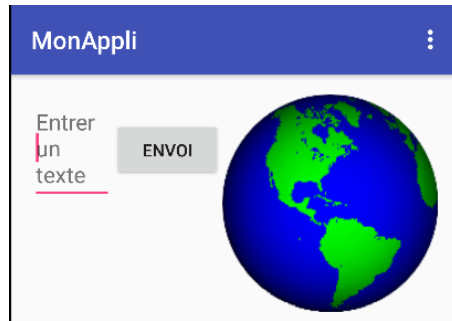 MonAppli
Entrer
un
texte
ENVOI